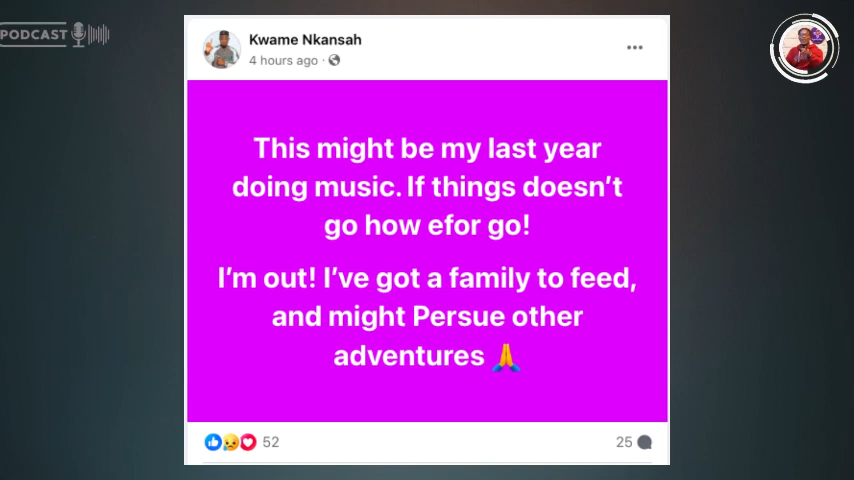 PODCAST
Kwame Nkansah
4 hours ago ·
This might be my last year
doing music. If things doesn’t
go how efor go!
I’m out! I’ve got a family to feed,
and might Persue other
adventures 🙏
52
25